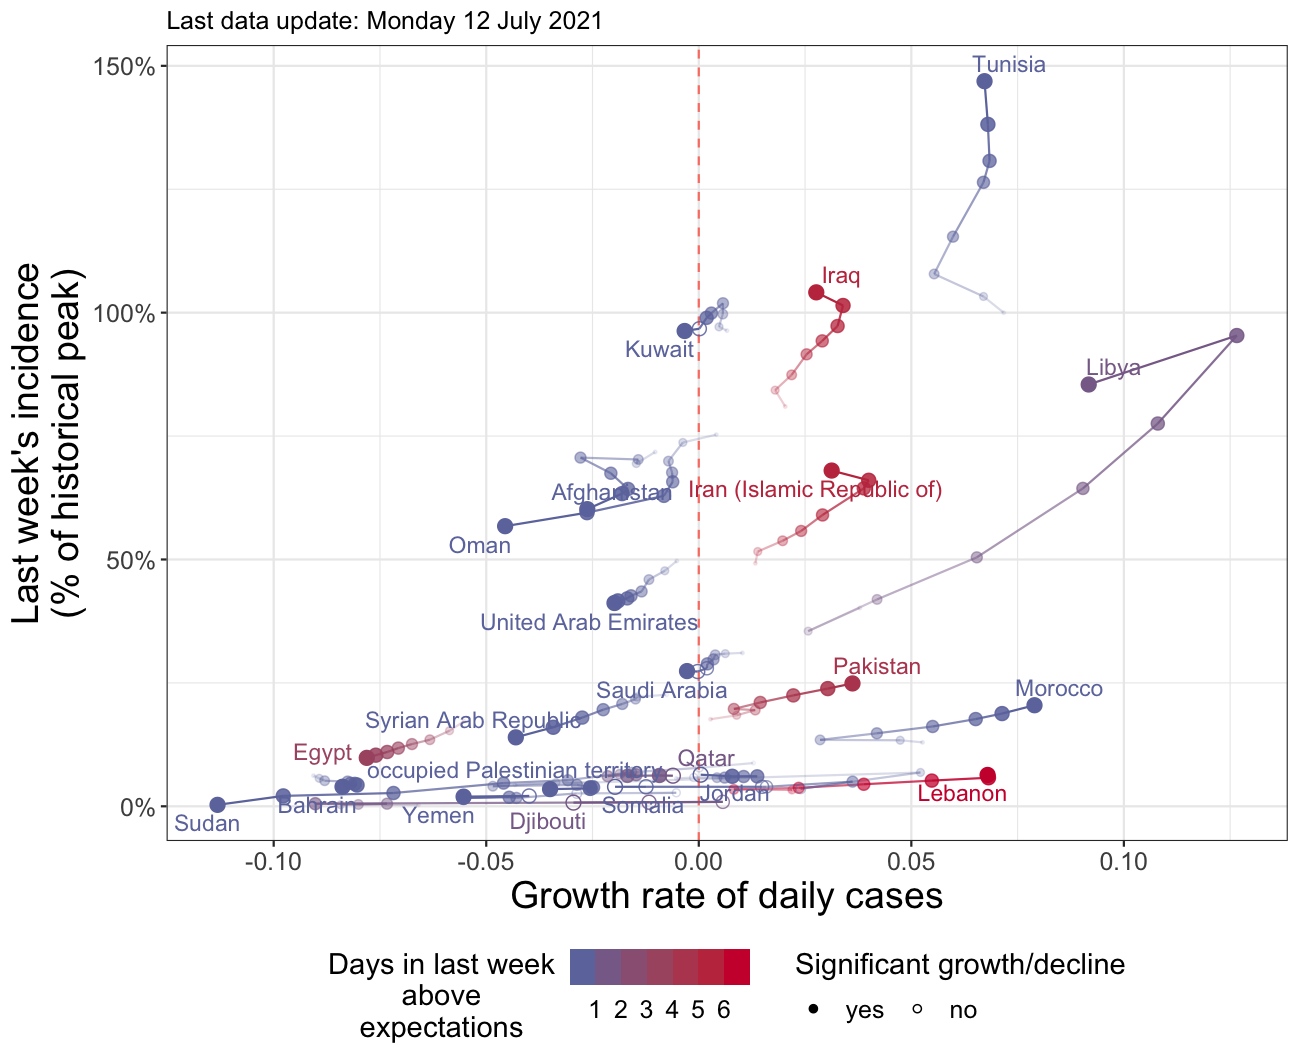 Last data update: Monday 12 July 2021
150%
100%
50%
0%
Last week's incidence
(% of historical peak)
Tunisia
Iraq
Kuwait
Libya
Afghanistan
Iran (Islamic Republic of)
Oman
United Arab Emirates
Pakistan
Saudi Arabia
Morocco
Syrian Arab Republic
Egypt
Qatar
occupied Palestinian territory
Jordan
Lebanon
Bahrain
Somalia
Yemen
Sudan
Djibouti
-0.10
-0.05
0.00
0.05
0.10
Growth rate of daily cases
Days in last week
above
expectations
1 2 3 4 5 6
Significant growth/decline
yes
no